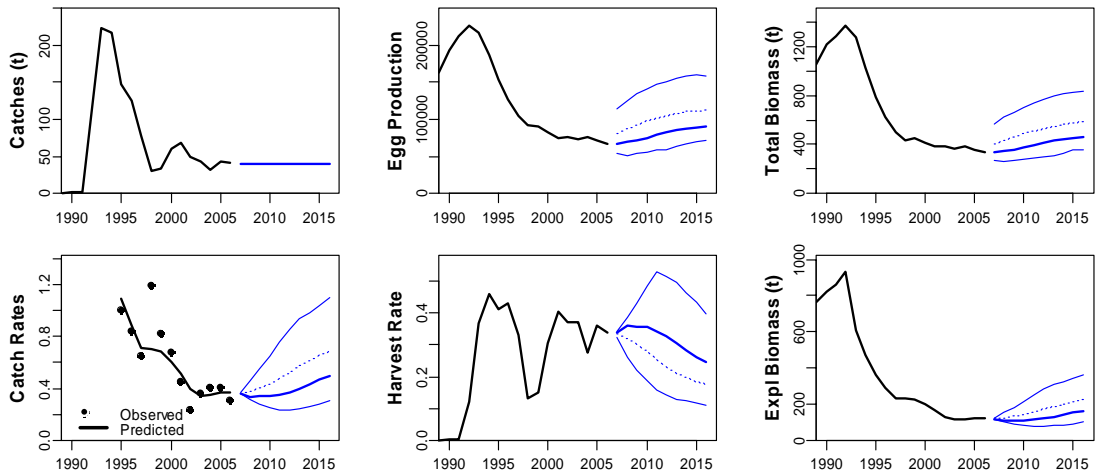 Catches (t)
0 50 100 200
1990 1995 2000 2005 2010 2015
Egg Production
0 100000 200000
1990 1995 2000 2005 2010 2015
Total Biomass (t)
0 400 800 1200
1990 1995 2000 2005 2010 2015
Catch Rates
0.0 0.4 0.8 1.2
Observed
Predicted
1990 1995 2000 2005 2010 2015
Harvest Rate
0.0 0.2 0.4
1990 1995 2000 2005 2010 2015
Expl Biomass (t)
0 200 600 1000
1990 1995 2000 2005 2010 2015